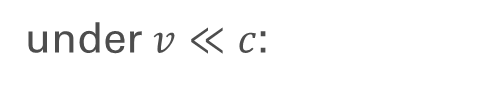 under 𝑣 ≪ 𝑐: